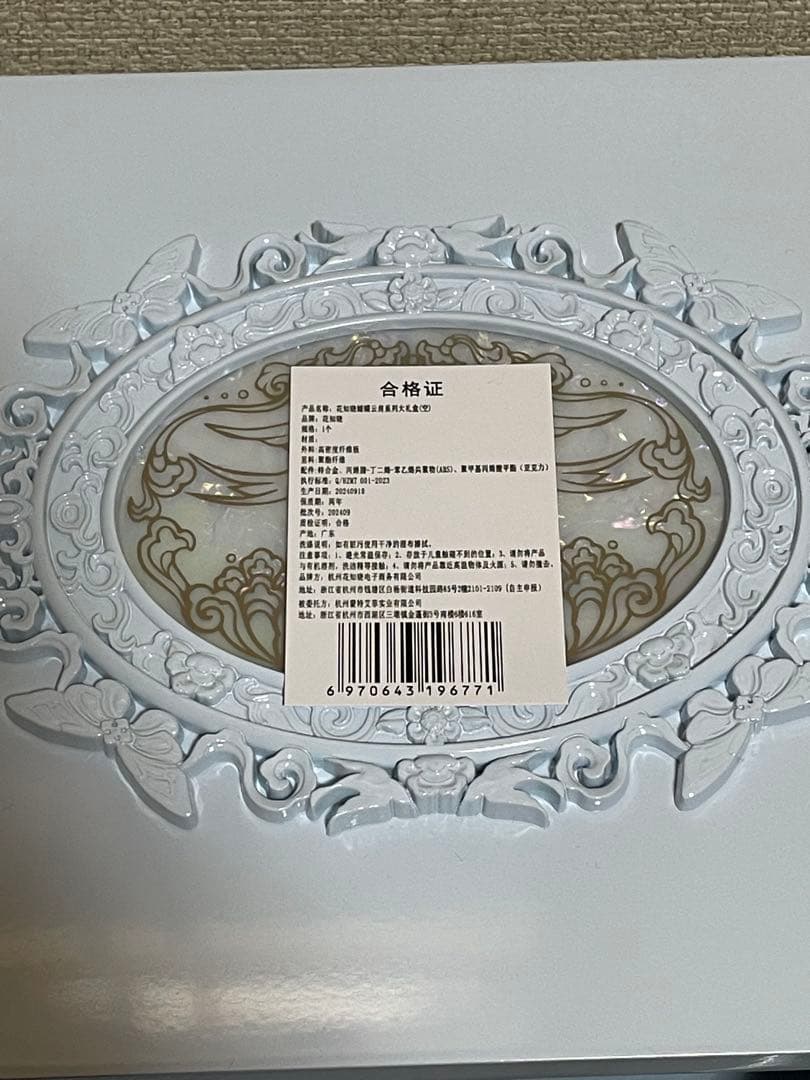 合格证
产品名称：花知晓蝴蝶云肩系列大礼盒(空)
品牌：花知晓
规格：1个
材质：
外料：高密度纤维板
里料：聚酯纤维
配件：锌合金、丙烯腈-丁二烯-苯乙烯共聚物(ABS)、聚甲基丙烯酸甲酯（亚克力）
执行标准：Q/HZMT 001-2023
生产日期：20240918
保质期：两年
批次号：202409
质检证明：合格
产地：广东
洗涤说明：如有脏污使用干净的湿布擦拭。
注意事项：1、避光常温保存；2、存放于儿童触碰不到的位置；3、请勿将产品
与有机溶剂、洗边精等接触；4、请勿将产品靠近高温物体及火源；5、请勿撞击。
品牌方：杭州花知晓电子商务有限公司
地址：浙江省杭州市钱塘区白杨街道科技园路65号2幢2101-2109（自主申报）
被委托方：杭州蒙特艾菲实业有限公司
地址：浙江省杭州市西湖区三墩镇金蓬街5号南楼6楼616室
6 970643 196771